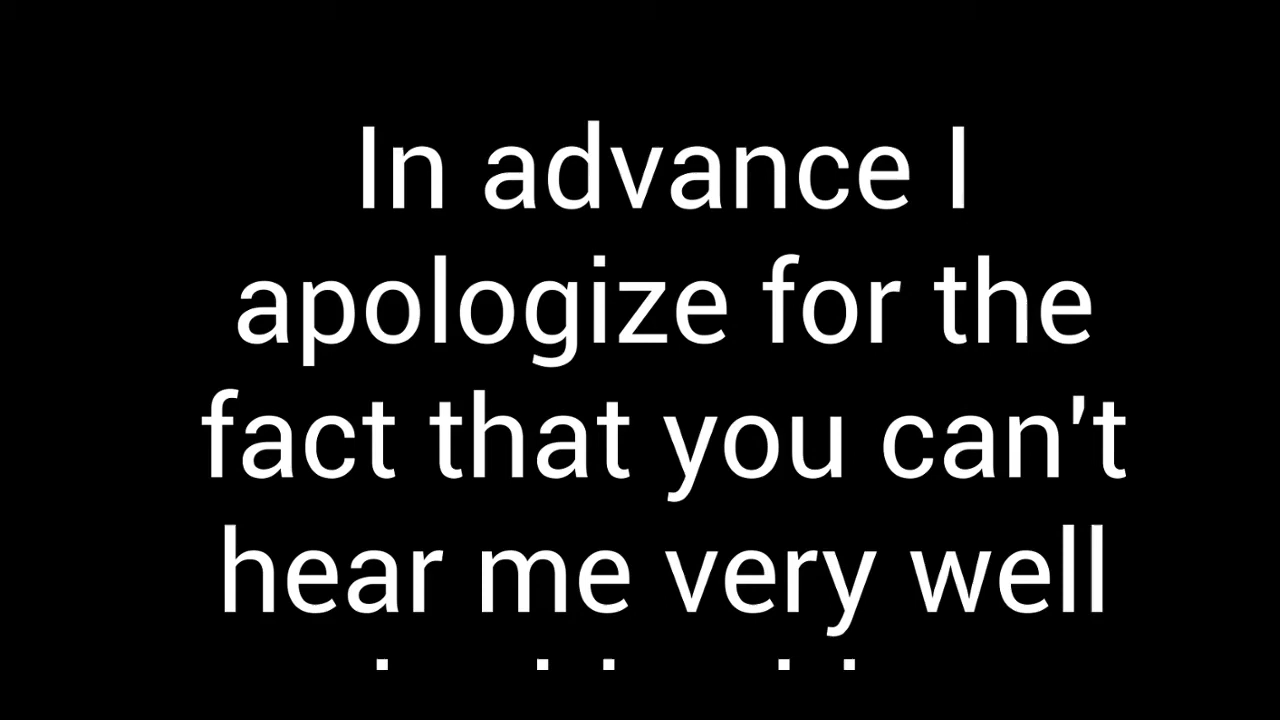 In advance I
apologize for the
fact that you can't
hear me very well